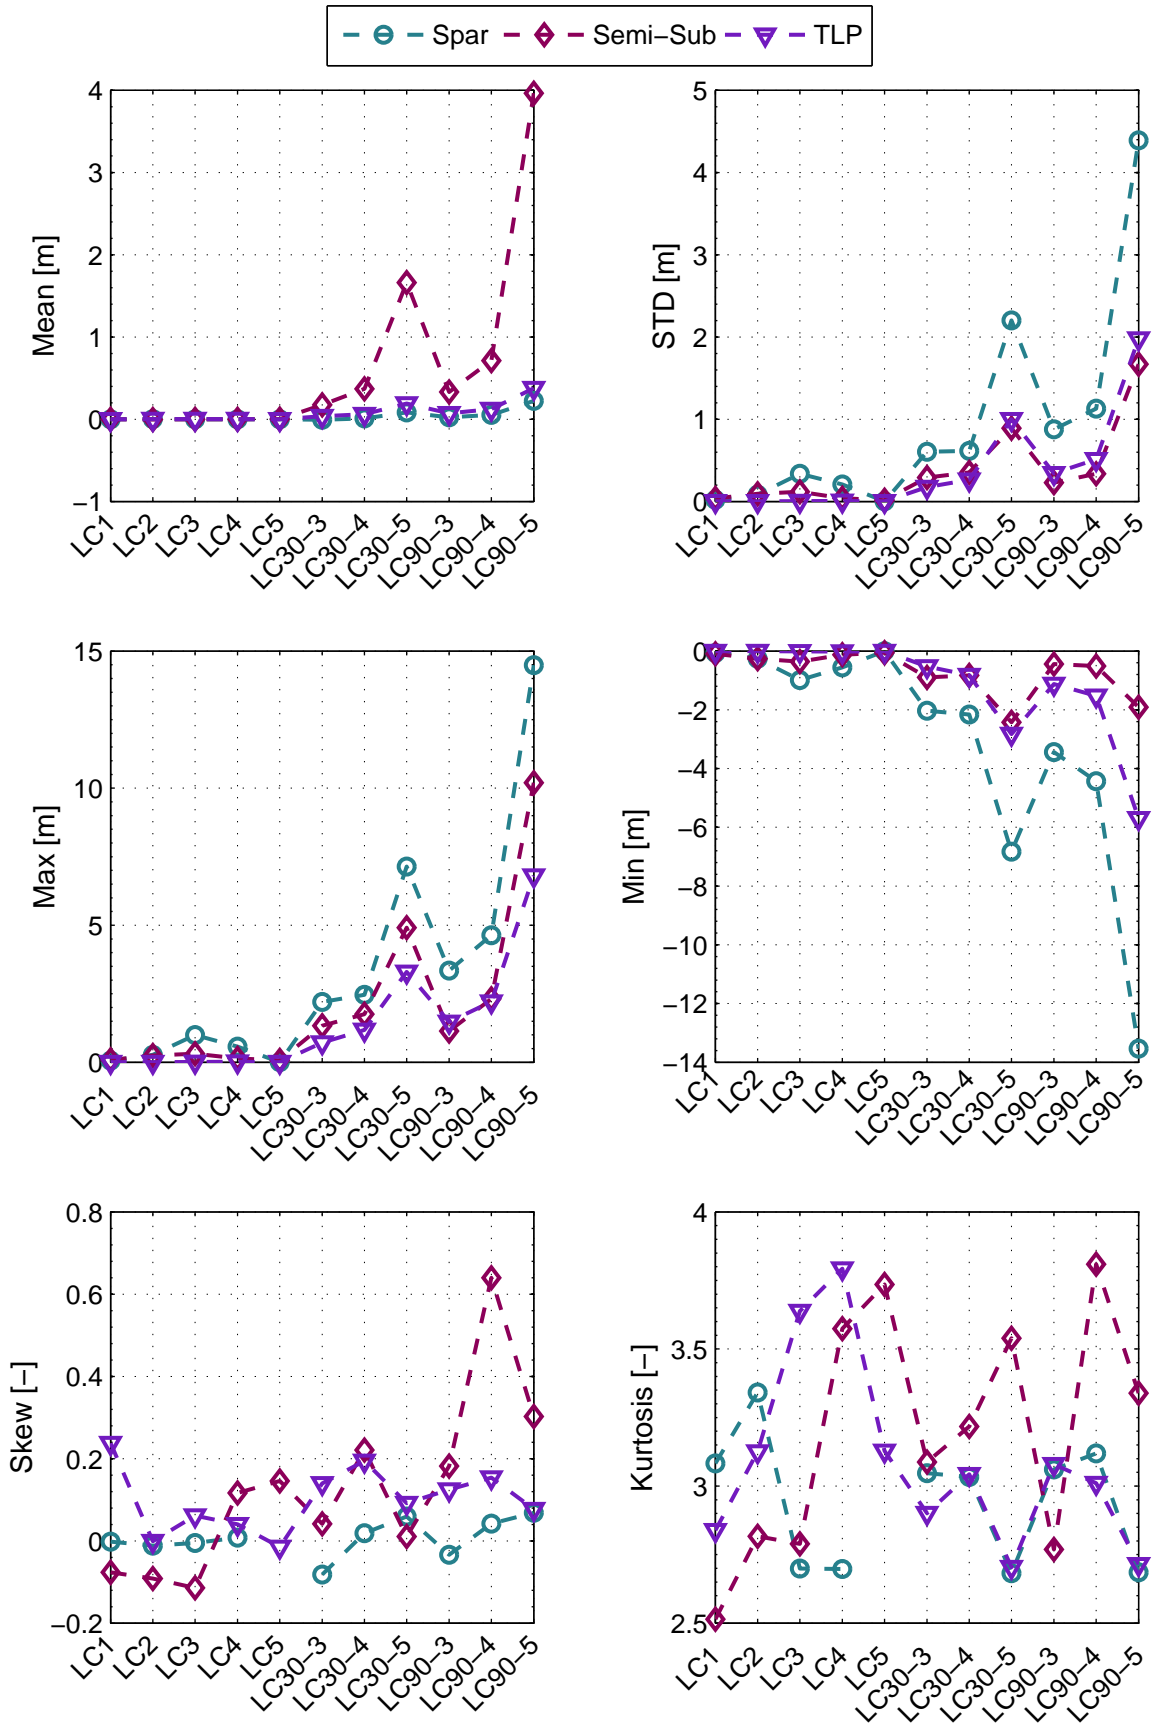 Spar Semi−Sub TLP
Mean [m]
4
3
2
1
0
−1
LC1 LC2 LC3 LC4 LC5 LC30−3 LC30−4 LC30−5 LC90−3 LC90−4 LC90−5
STD [m]
5
4
3
2
1
0
LC1 LC2 LC3 LC4 LC5 LC30−3 LC30−4 LC30−5 LC90−3 LC90−4 LC90−5
Max [m]
15
10
5
0
LC1 LC2 LC3 LC4 LC5 LC30−3 LC30−4 LC30−5 LC90−3 LC90−4 LC90−5
Min [m]
0
−2
−4
−6
−8
−10
−12
−14
LC1 LC2 LC3 LC4 LC5 LC30−3 LC30−4 LC30−5 LC90−3 LC90−4 LC90−5
Skew [−]
0.8
0.6
0.4
0.2
0
−0.2
LC1 LC2 LC3 LC4 LC5 LC30−3 LC30−4 LC30−5 LC90−3 LC90−4 LC90−5
Kurtosis [−]
4
3.5
3
2.5
LC1 LC2 LC3 LC4 LC5 LC30−3 LC30−4 LC30−5 LC90−3 LC90−4 LC90−5